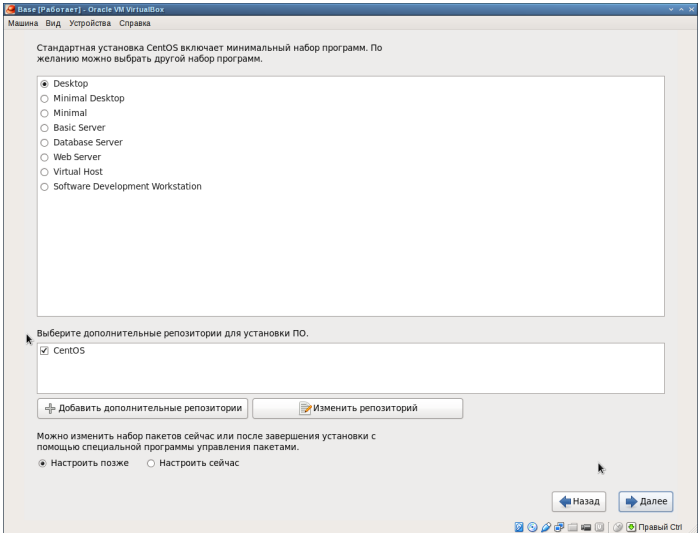 Base [Работает] - Oracle VM VirtualBox
Машина Вид Устройства Справка
Стандартная установка CentOS включает минимальный набор программ. По
желанию можно выбрать другой набор программ.
Desktop
Minimal Desktop
Minimal
Basic Server
Database Server
Web Server
Virtual Host
Software Development Workstation
Выберите дополнительные репозитории для установки ПО.
CentOS
Добавить дополнительные репозитории Изменить репозиторий
Можно изменить набор пакетов сейчас или после завершения установки с
помощью специальной программы управления пакетами.
Настроить позже Настроить сейчас
Назад Далее
Правый Ctrl